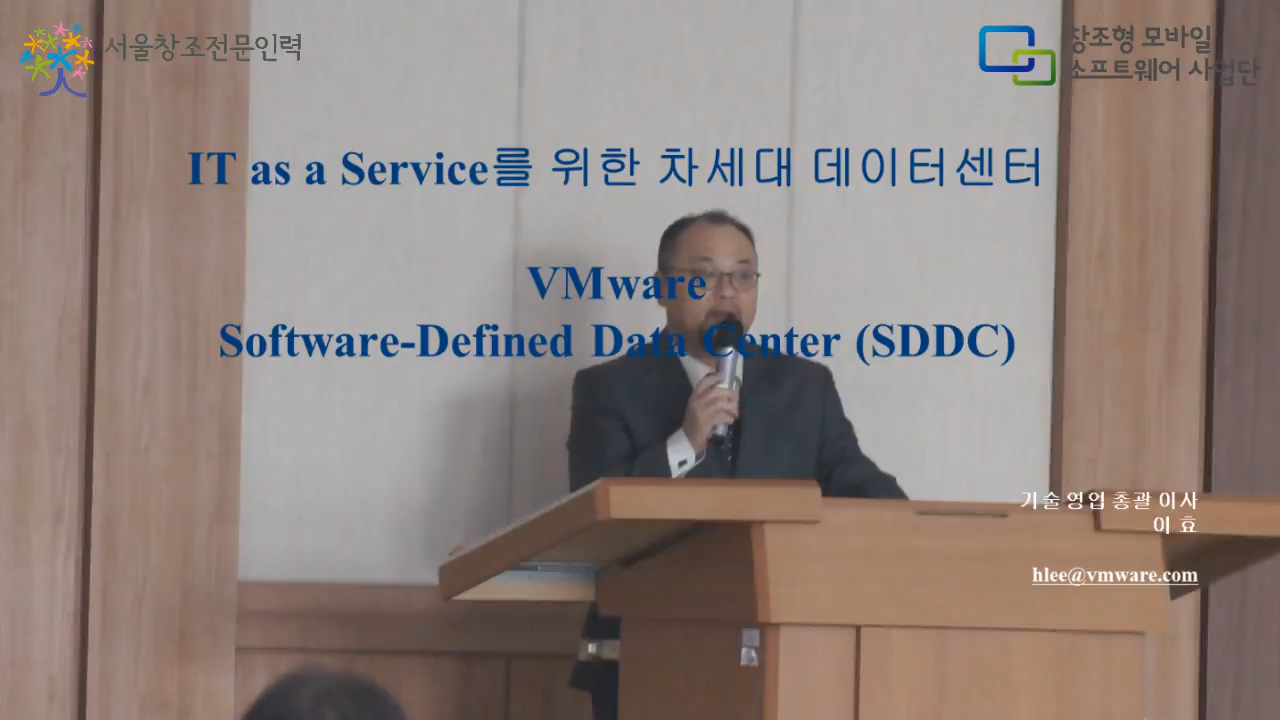 서울창조전문인력
창조형 모바일
소프트웨어 사업단
IT as a Service를 위한 차세대 데이터센터
VMware
Software-Defined Data Center (SDDC)
기술 영업 총괄 이사
이 효
hlee@vmware.com